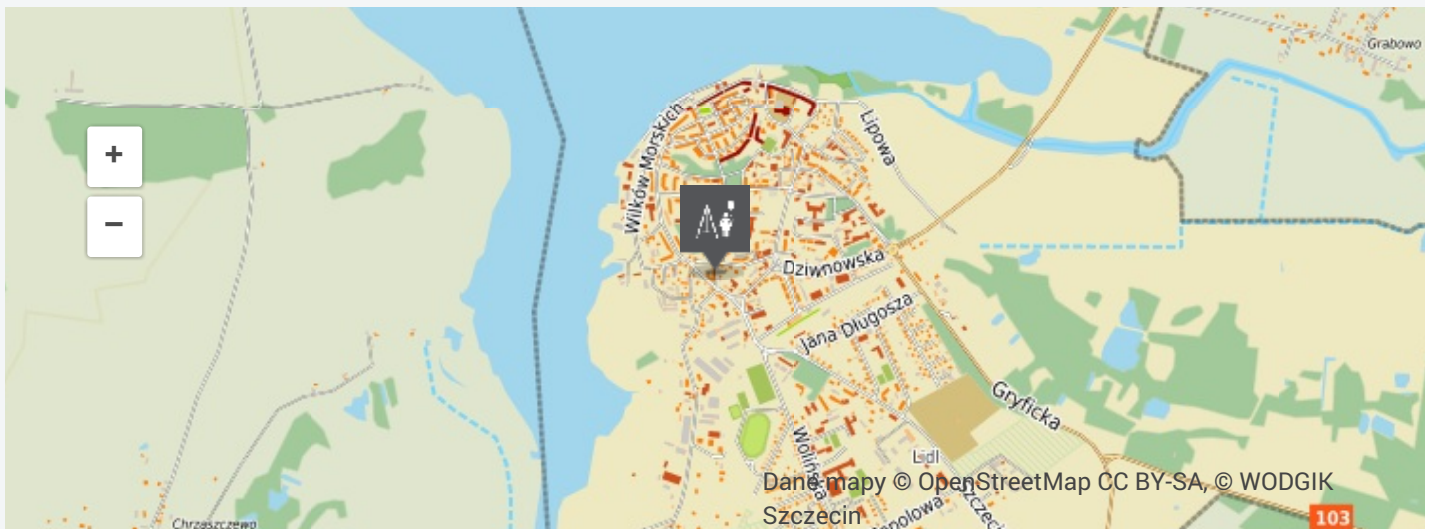 Grabowo
+
Wilków Morskich
Lipowa
−
Dziwnowska
Jana Długosza
Gryficka
Wolińska
Lidl
Dane mapy © OpenStreetMap CC BY-SA, © WODGIK
Szczecin
103
Chrząszczewo